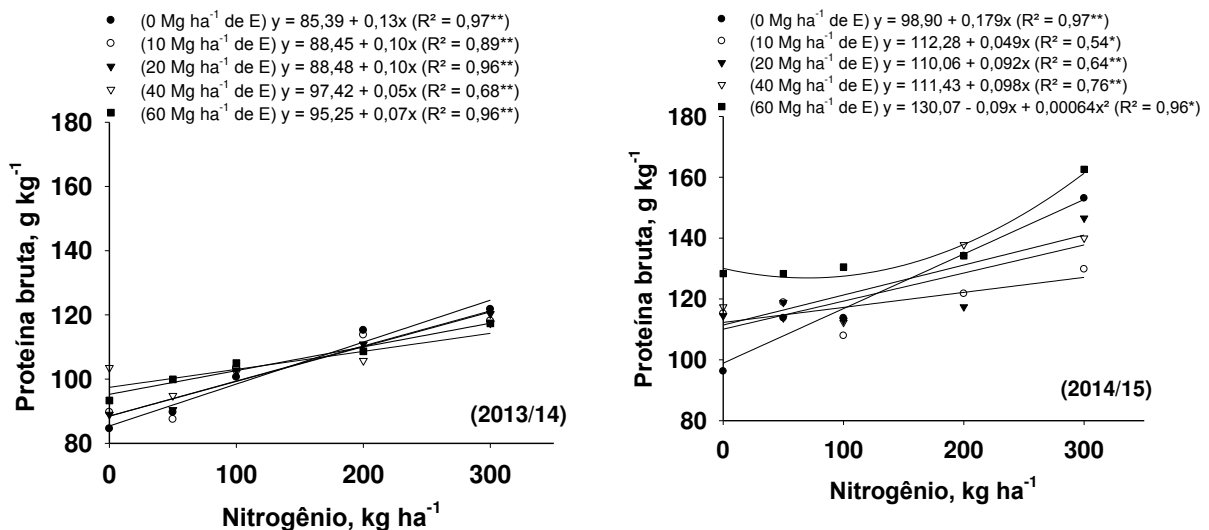 (0 Mg ha⁻¹ de E) y = 85,39 + 0,13x (R² = 0,97**)
(10 Mg ha⁻¹ de E) y = 88,45 + 0,10x (R² = 0,89**)
(20 Mg ha⁻¹ de E) y = 88,48 + 0,10x (R² = 0,96**)
(40 Mg ha⁻¹ de E) y = 97,42 + 0,05x (R² = 0,68**)
(60 Mg ha⁻¹ de E) y = 95,25 + 0,07x (R² = 0,96**)
180
160
140
120
100
80
Proteína bruta, g kg⁻¹
(2013/14)
0 100 200 300
Nitrogênio, kg ha⁻¹
(0 Mg ha⁻¹ de E) y = 98,90 + 0,179x (R² = 0,97**)
(10 Mg ha⁻¹ de E) y = 112,28 + 0,049x (R² = 0,54*)
(20 Mg ha⁻¹ de E) y = 110,06 + 0,092x (R² = 0,64**)
(40 Mg ha⁻¹ de E) y = 111,43 + 0,098x (R² = 0,76**)
(60 Mg ha⁻¹ de E) y = 130,07 - 0,09x + 0,00064x² (R² = 0,96*)
180
160
140
120
100
80
Proteína bruta, g kg⁻¹
(2014/15)
0 100 200 300
Nitrogênio, kg ha⁻¹